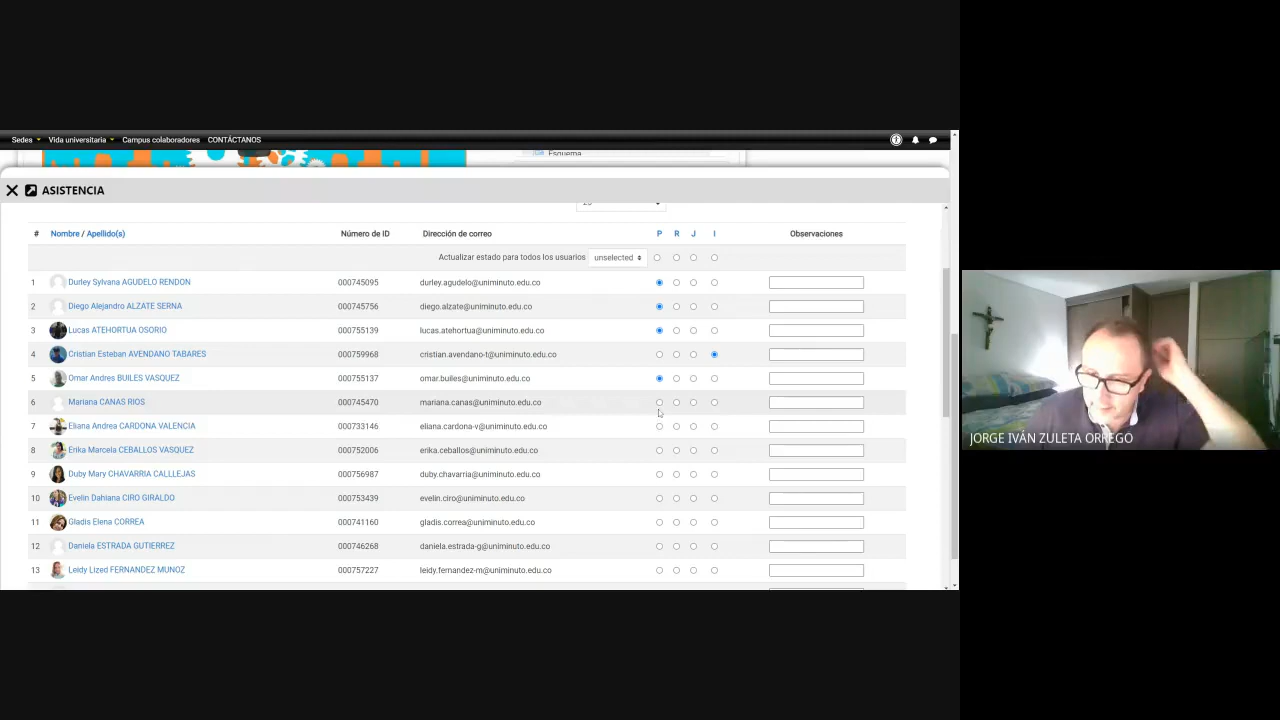 Sedes Vida universitaria Campus colaboradores CONTÁCTANOS
Esquema
ASISTENCIA
# Nombre / Apellido(s) Número de ID Dirección de correo P R J I Observaciones
Actualizar estado para todos los usuarios unselected
1 Durley Sylvana AGUDELO RENDON 000745095 durley.agudelo@uniminuto.edu.co
2 Diego Alejandro ALZATE SERNA 000745756 diego.alzate@uniminuto.edu.co
3 Lucas ATEHORTUA OSORIO 000755139 lucas.atehortua@uniminuto.edu.co
4 Cristian Esteban AVENDANO TABARES 000759968 cristian.avendano-t@uniminuto.edu.co
5 Omar Andres BUILES VASQUEZ 000755137 omar.builes@uniminuto.edu.co
6 Mariana CANAS RIOS 000745470 mariana.canas@uniminuto.edu.co
7 Eliana Andrea CARDONA VALENCIA 000733146 eliana.cardona-v@uniminuto.edu.co
8 Erika Marcela CEBALLOS VASQUEZ 000752006 erika.ceballos@uniminuto.edu.co
9 Duby Mary CHAVARRIA CALLLEJAS 000756987 duby.chavarria@uniminuto.edu.co
10 Evelin Dahiana CIRO GIRALDO 000753439 evelin.ciro@uniminuto.edu.co
11 Gladis Elena CORREA 000741160 gladis.correa@uniminuto.edu.co
12 Daniela ESTRADA GUTIERREZ 000746268 daniela.estrada-g@uniminuto.edu.co
13 Leidy Lized FERNANDEZ MUNOZ 000757227 leidy.fernandez-m@uniminuto.edu.co
JORGE IVÁN ZULETA ORREGO